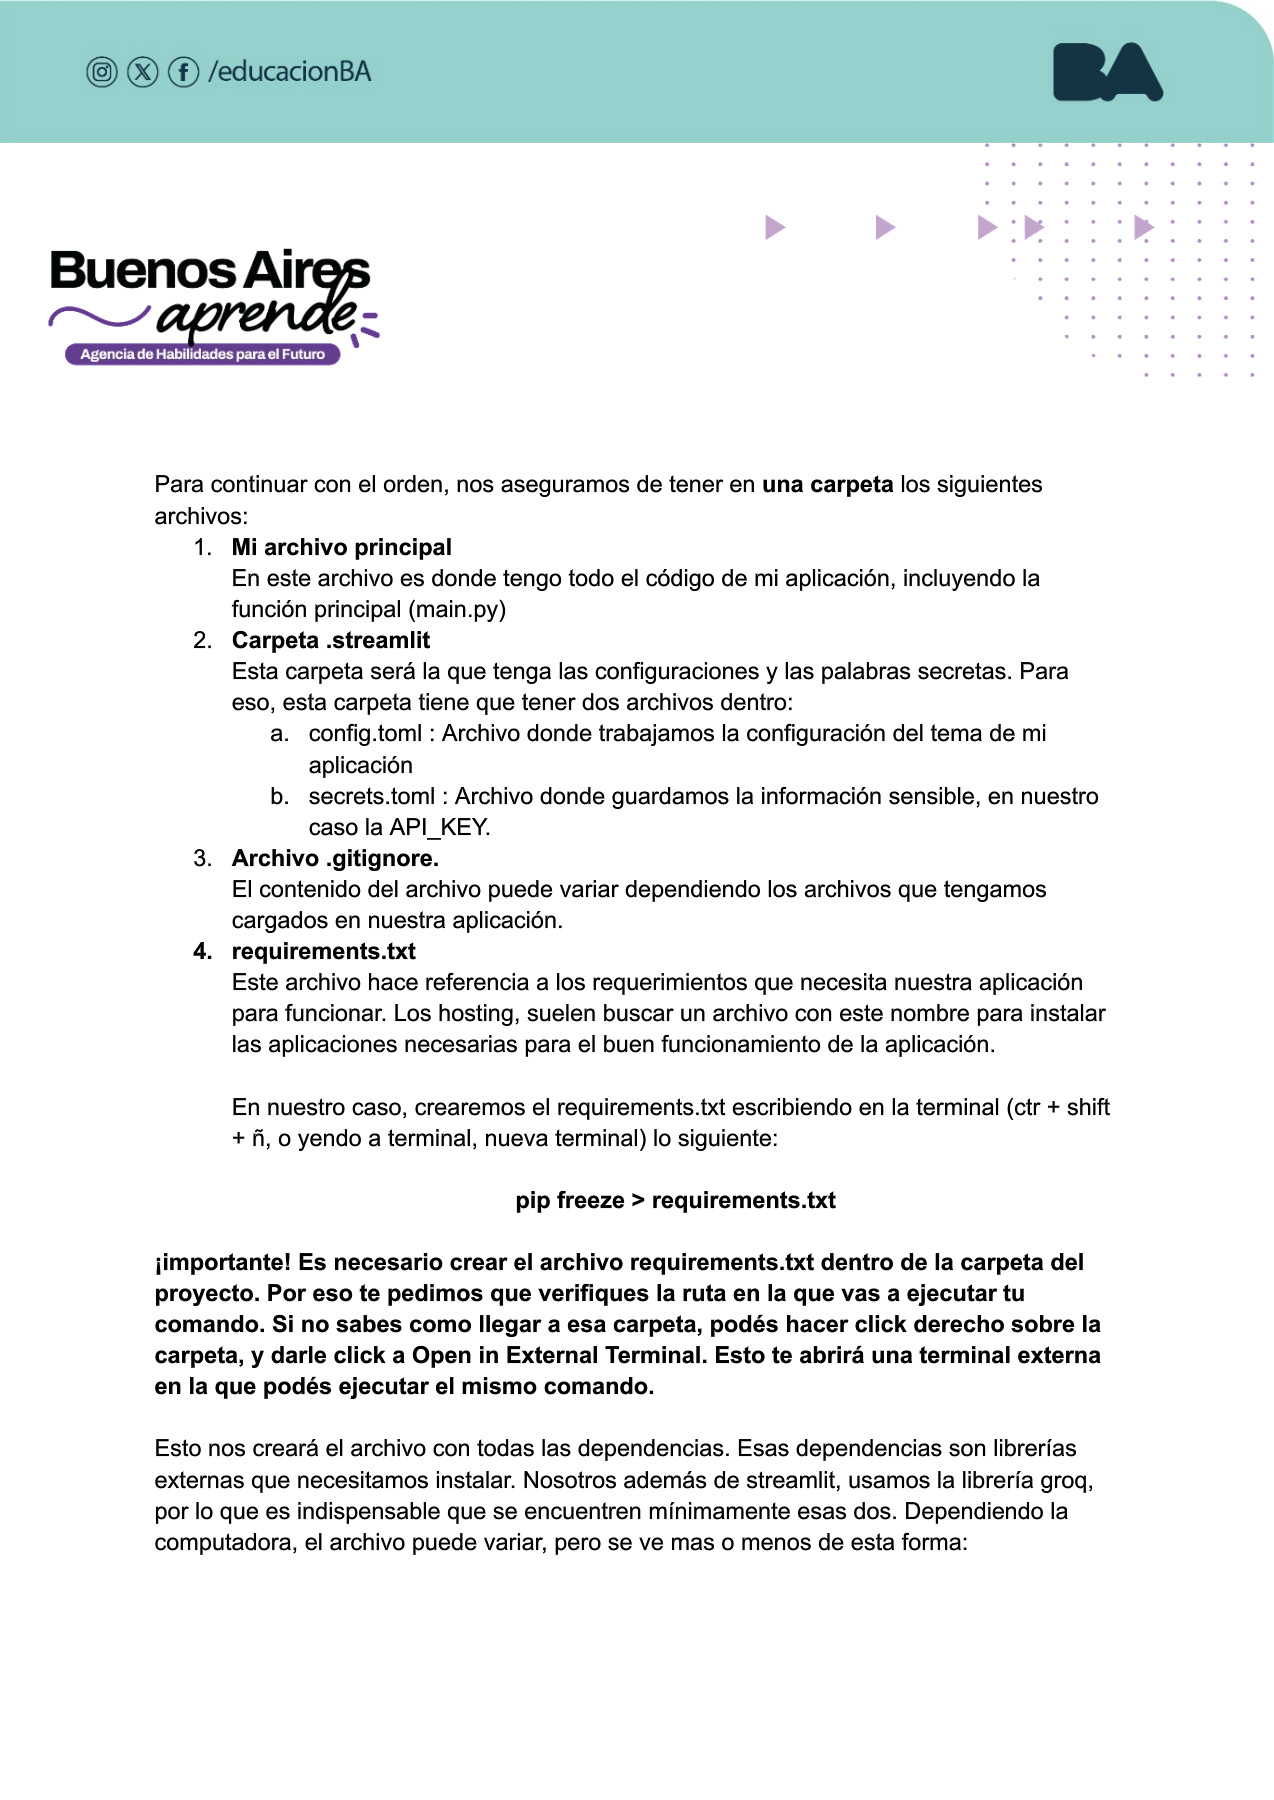 /educacionBA
BA
Buenos Aires
aprende
Agencia de Habilidades para el Futuro
Para continuar con el orden, nos aseguramos de tener en una carpeta los siguientes
archivos:
1. Mi archivo principal
En este archivo es donde tengo todo el código de mi aplicación, incluyendo la
función principal (main.py)
2. Carpeta .streamlit
Esta carpeta será la que tenga las configuraciones y las palabras secretas. Para
eso, esta carpeta tiene que tener dos archivos dentro:
a. config.toml : Archivo donde trabajamos la configuración del tema de mi
aplicación
b. secrets.toml : Archivo donde guardamos la información sensible, en nuestro
caso la API_KEY.
3. Archivo .gitignore.
El contenido del archivo puede variar dependiendo los archivos que tengamos
cargados en nuestra aplicación.
4. requirements.txt
Este archivo hace referencia a los requerimientos que necesita nuestra aplicación
para funcionar. Los hosting, suelen buscar un archivo con este nombre para instalar
las aplicaciones necesarias para el buen funcionamiento de la aplicación.
En nuestro caso, crearemos el requirements.txt escribiendo en la terminal (ctr + shift
+ ñ, o yendo a terminal, nueva terminal) lo siguiente:
pip freeze > requirements.txt
¡importante! Es necesario crear el archivo requirements.txt dentro de la carpeta del
proyecto. Por eso te pedimos que verifiques la ruta en la que vas a ejecutar tu
comando. Si no sabes como llegar a esa carpeta, podés hacer click derecho sobre la
carpeta, y darle click a Open in External Terminal. Esto te abrirá una terminal externa
en la que podés ejecutar el mismo comando.
Esto nos creará el archivo con todas las dependencias. Esas dependencias son librerías
externas que necesitamos instalar. Nosotros además de streamlit, usamos la librería groq,
por lo que es indispensable que se encuentren mínimamente esas dos. Dependiendo la
computadora, el archivo puede variar, pero se ve mas o menos de esta forma: